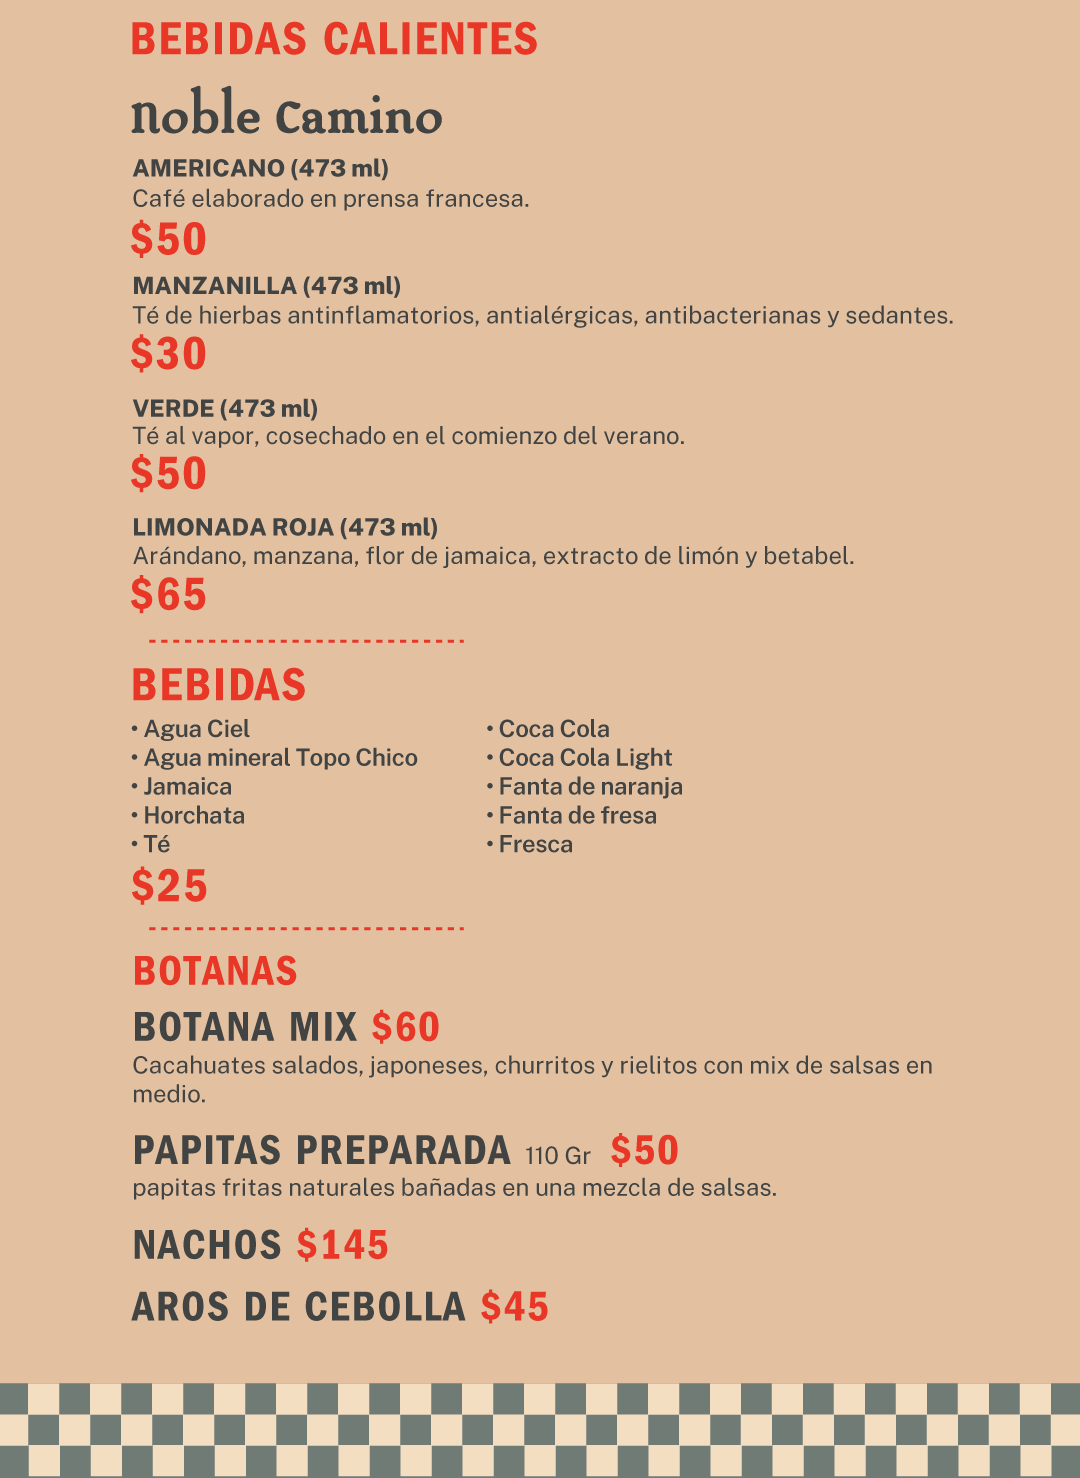 BEBIDAS CALIENTES
noble camino
AMERICANO (473 ml)
Café elaborado en prensa francesa.
$50
MANZANILLA (473 ml)
Té de hierbas antinflamatorios, antialérgicas, antibacterianas y sedantes.
$30
VERDE (473 ml)
Té al vapor, cosechado en el comienzo del verano.
$50
LIMONADA ROJA (473 ml)
Arándano, manzana, flor de jamaica, extracto de limón y betabel.
$65
BEBIDAS
• Agua Ciel
• Agua mineral Topo Chico
• Jamaica
• Horchata
• Té
• Coca Cola
• Coca Cola Light
• Fanta de naranja
• Fanta de fresa
• Fresca
$25
BOTANAS
BOTANA MIX $60
Cacahuates salados, japoneses, churritos y rielitos con mix de salsas en
medio.
PAPITAS PREPARADA 110 Gr $50
papitas fritas naturales bañadas en una mezcla de salsas.
NACHOS $145
AROS DE CEBOLLA $45